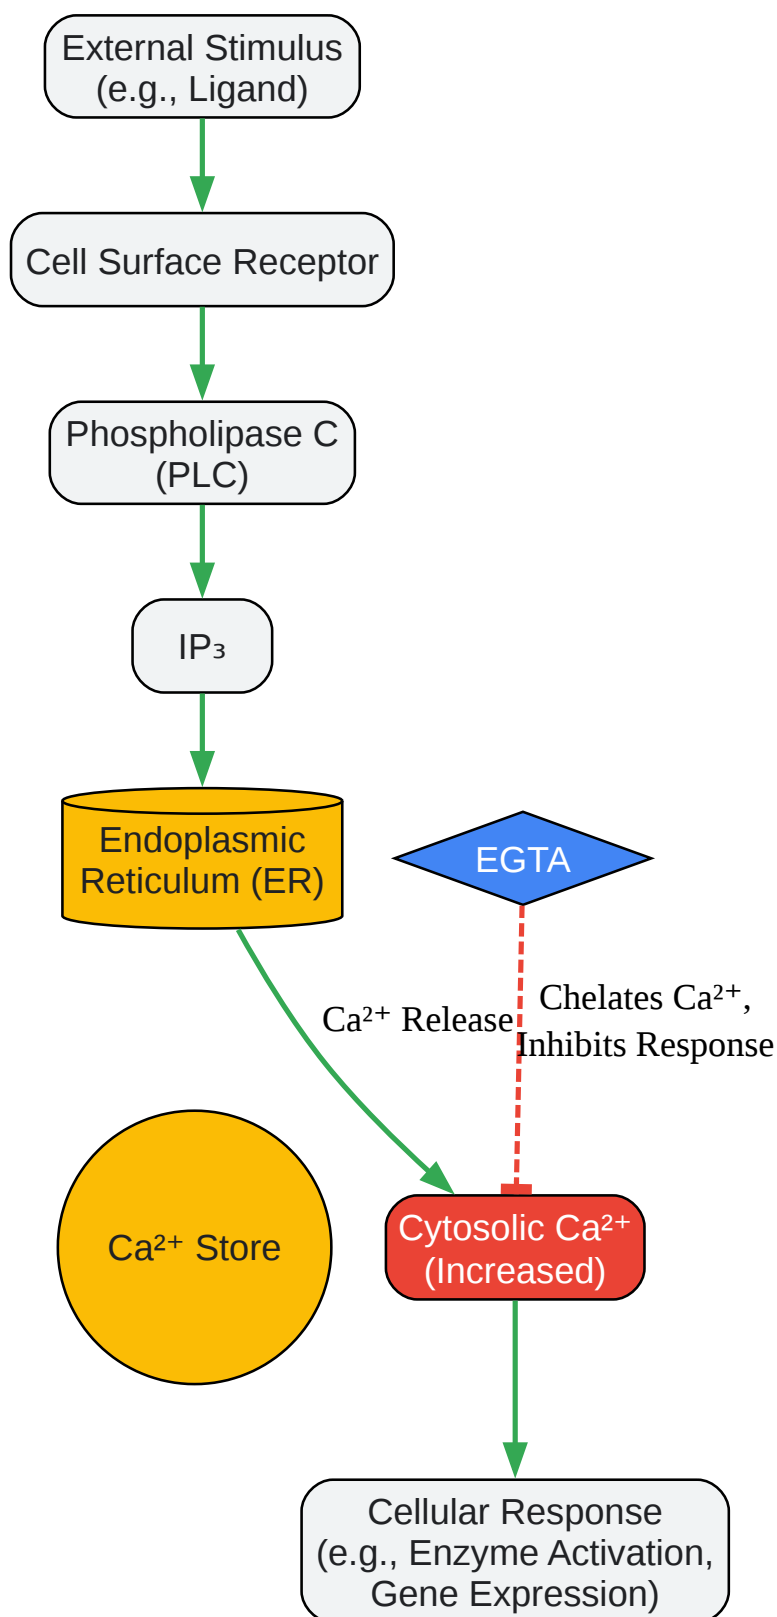 External Stimulus
(e.g., Ligand)
Cell Surface Receptor
Phospholipase C
(PLC)
IP₃
Endoplasmic
Reticulum (ER)
EGTA
Ca²⁺ Release
Chelates Ca²⁺,
Inhibits Response
Ca²⁺ Store
Cytosolic Ca²⁺
(Increased)
Cellular Response
(e.g., Enzyme Activation,
Gene Expression)